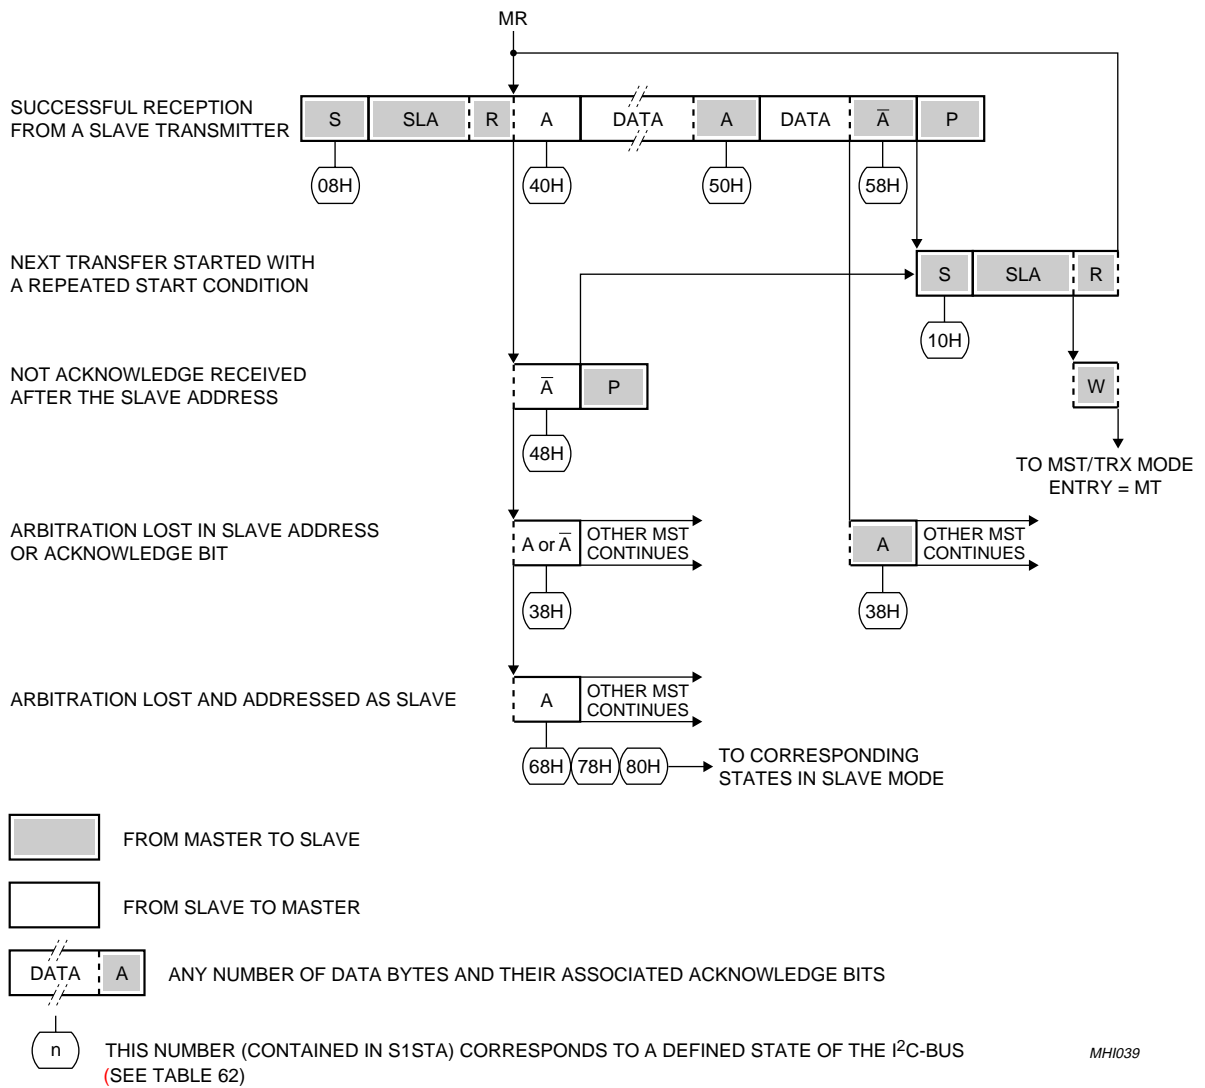 MR
SUCCESSFUL RECEPTION
FROM A SLAVE TRANSMITTER
S SLA R A DATA A DATA A̅ P
08H 40H 50H 58H
NEXT TRANSFER STARTED WITH
A REPEATED START CONDITION
S SLA R
10H
NOT ACKNOWLEDGE RECEIVED
AFTER THE SLAVE ADDRESS
A̅ P
W
48H
TO MST/TRX MODE
ENTRY = MT
ARBITRATION LOST IN SLAVE ADDRESS
OR ACKNOWLEDGE BIT
A or A̅
OTHER MST
CONTINUES
A
OTHER MST
CONTINUES
38H 38H
ARBITRATION LOST AND ADDRESSED AS SLAVE
A
OTHER MST
CONTINUES
68H 78H 80H
TO CORRESPONDING
STATES IN SLAVE MODE
FROM MASTER TO SLAVE
FROM SLAVE TO MASTER
DATA A ANY NUMBER OF DATA BYTES AND THEIR ASSOCIATED ACKNOWLEDGE BITS
n THIS NUMBER (CONTAINED IN S1STA) CORRESPONDS TO A DEFINED STATE OF THE I²C-BUS
(SEE TABLE 62)
MHI039